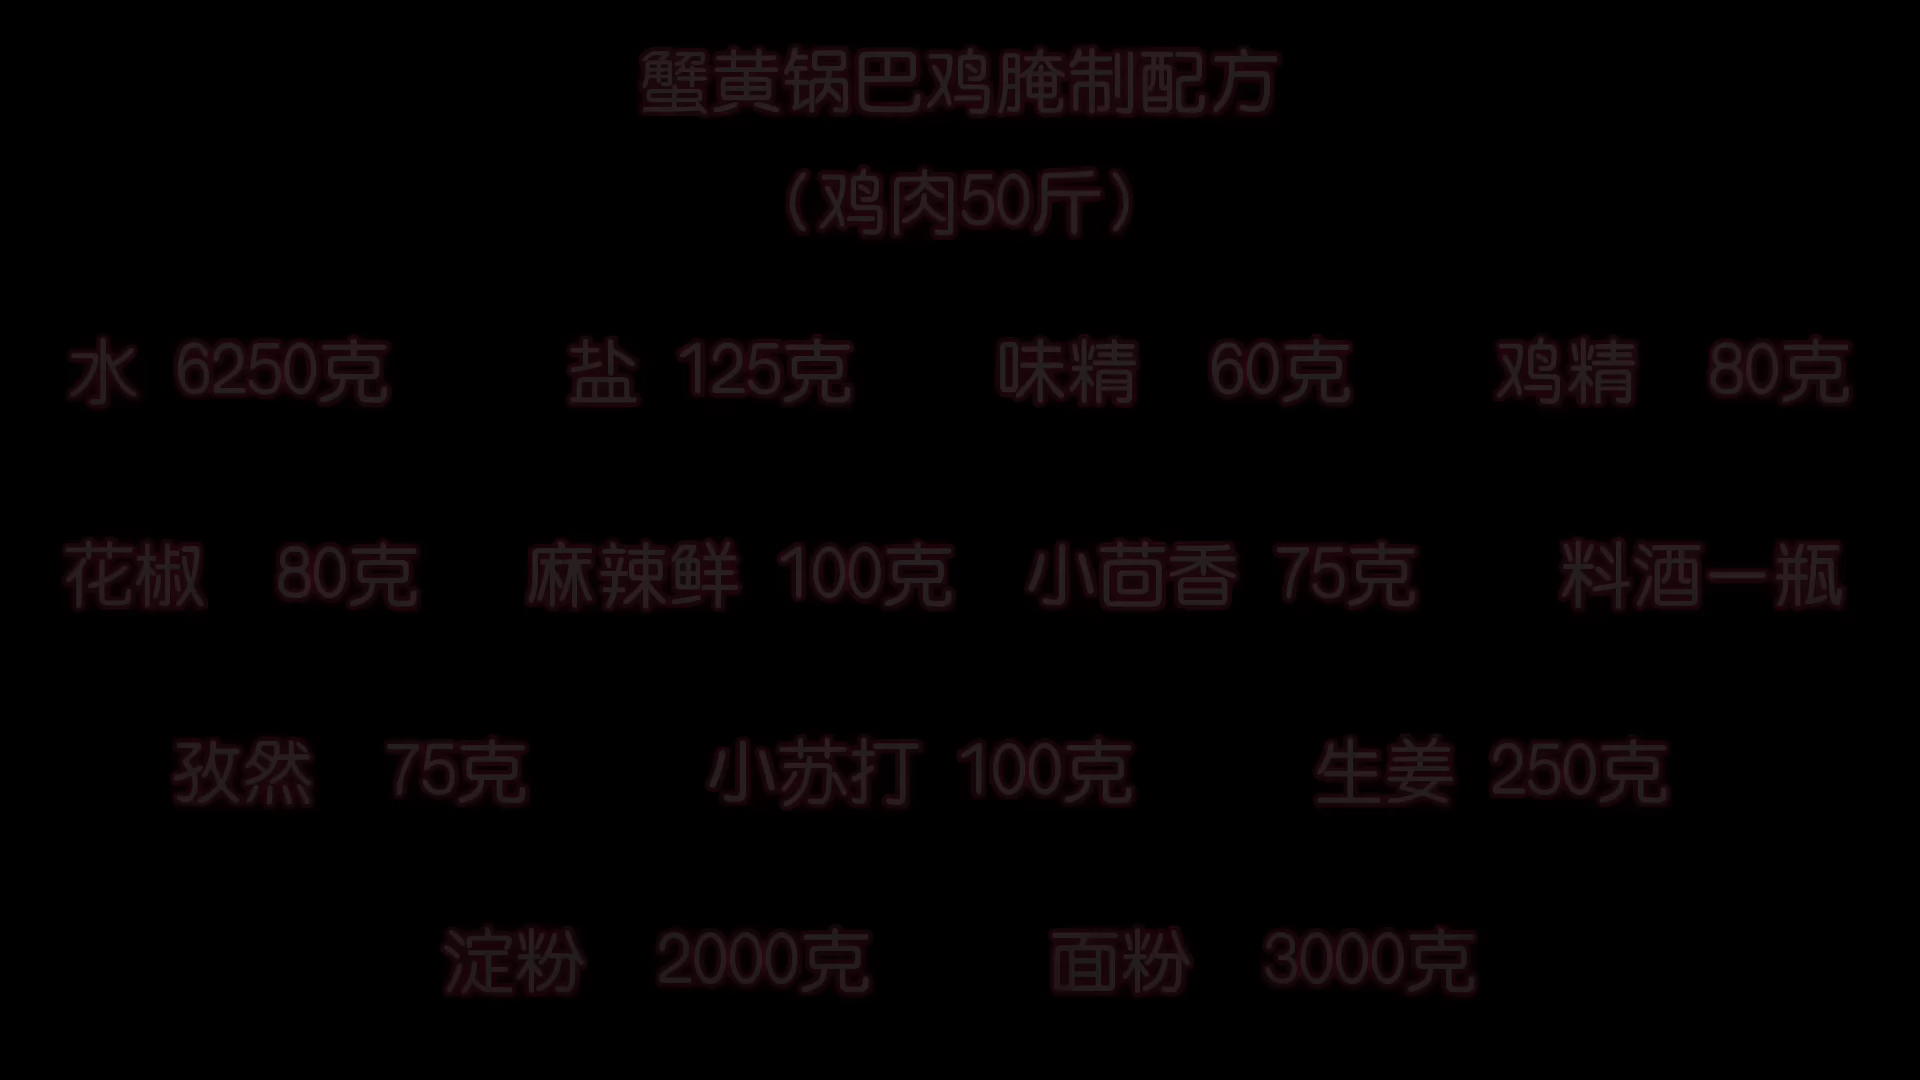 蟹黄锅巴鸡腌制配方
（鸡肉50斤）
水 6250克 盐 125克 味精 60克 鸡精 80克
花椒 80克 麻辣鲜 100克 小茴香 75克 料酒一瓶
孜然 75克 小苏打 100克 生姜 250克
淀粉 2000克 面粉 3000克